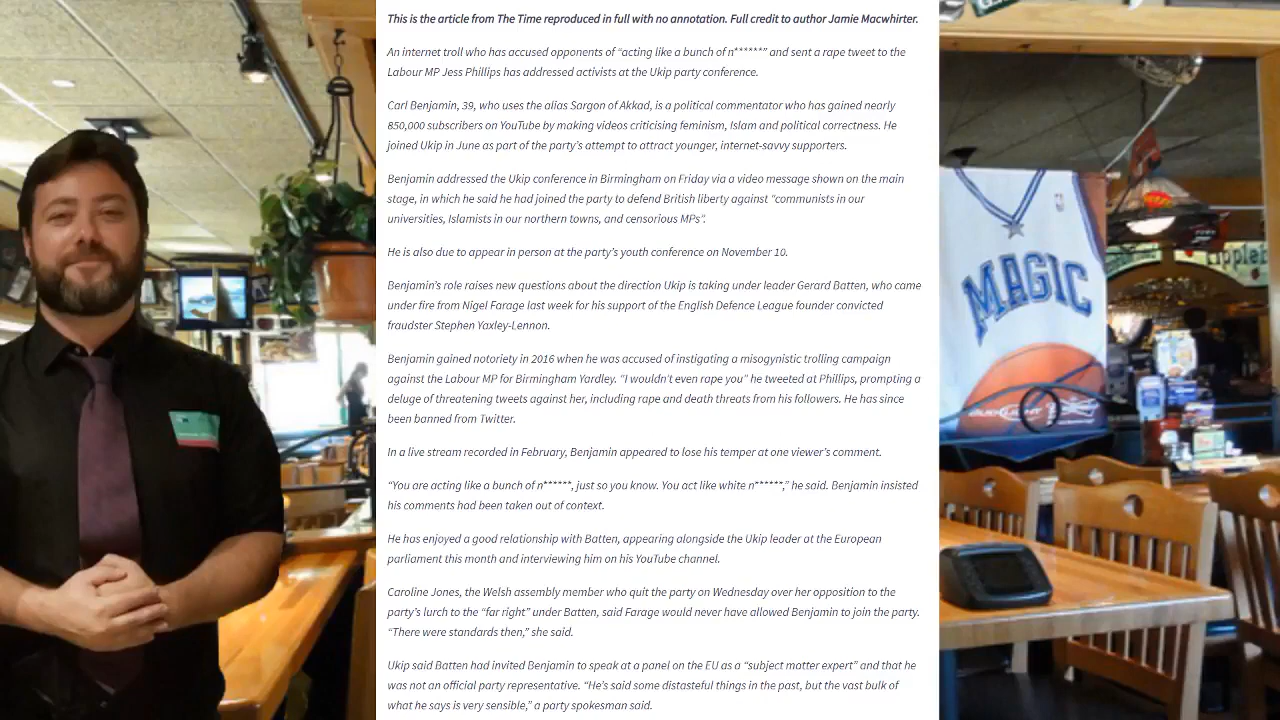 This is the article from The Time reproduced in full with no annotation. Full credit to author Jamie Macwhirter.
An internet troll who has accused opponents of “acting like a bunch of n******” and sent a rape tweet to the
Labour MP Jess Phillips has addressed activists at the Ukip party conference.
Carl Benjamin, 39, who uses the alias Sargon of Akkad, is a political commentator who has gained nearly
850,000 subscribers on YouTube by making videos criticising feminism, Islam and political correctness. He
joined Ukip in June as part of the party’s attempt to attract younger, internet-savvy supporters.
Benjamin addressed the Ukip conference in Birmingham on Friday via a video message shown on the main
stage, in which he said he had joined the party to defend British liberty against “communists in our
universities, Islamists in our northern towns, and censorious MPs”.
He is also due to appear in person at the party’s youth conference on November 10.
Benjamin’s role raises new questions about the direction Ukip is taking under leader Gerard Batten, who came
under fire from Nigel Farage last week for his support of the English Defence League founder convicted
fraudster Stephen Yaxley-Lennon.
Benjamin gained notoriety in 2016 when he was accused of instigating a misogynistic trolling campaign
against the Labour MP for Birmingham Yardley. “I wouldn’t even rape you” he tweeted at Phillips, prompting a
deluge of threatening tweets against her, including rape and death threats from his followers. He has since
been banned from Twitter.
In a live stream recorded in February, Benjamin appeared to lose his temper at one viewer’s comment.
“You are acting like a bunch of n******, just so you know. You act like white n******,” he said. Benjamin insisted
his comments had been taken out of context.
He has enjoyed a good relationship with Batten, appearing alongside the Ukip leader at the European
parliament this month and interviewing him on his YouTube channel.
Caroline Jones, the Welsh assembly member who quit the party on Wednesday over her opposition to the
party’s lurch to the “far right” under Batten, said Farage would never have allowed Benjamin to join the party.
“There were standards then,” she said.
Ukip said Batten had invited Benjamin to speak at a panel on the EU as a “subject matter expert” and that he
was not an official party representative. “He’s said some distasteful things in the past, but the vast bulk of
what he says is very sensible,” a party spokesman said.
MAGIC